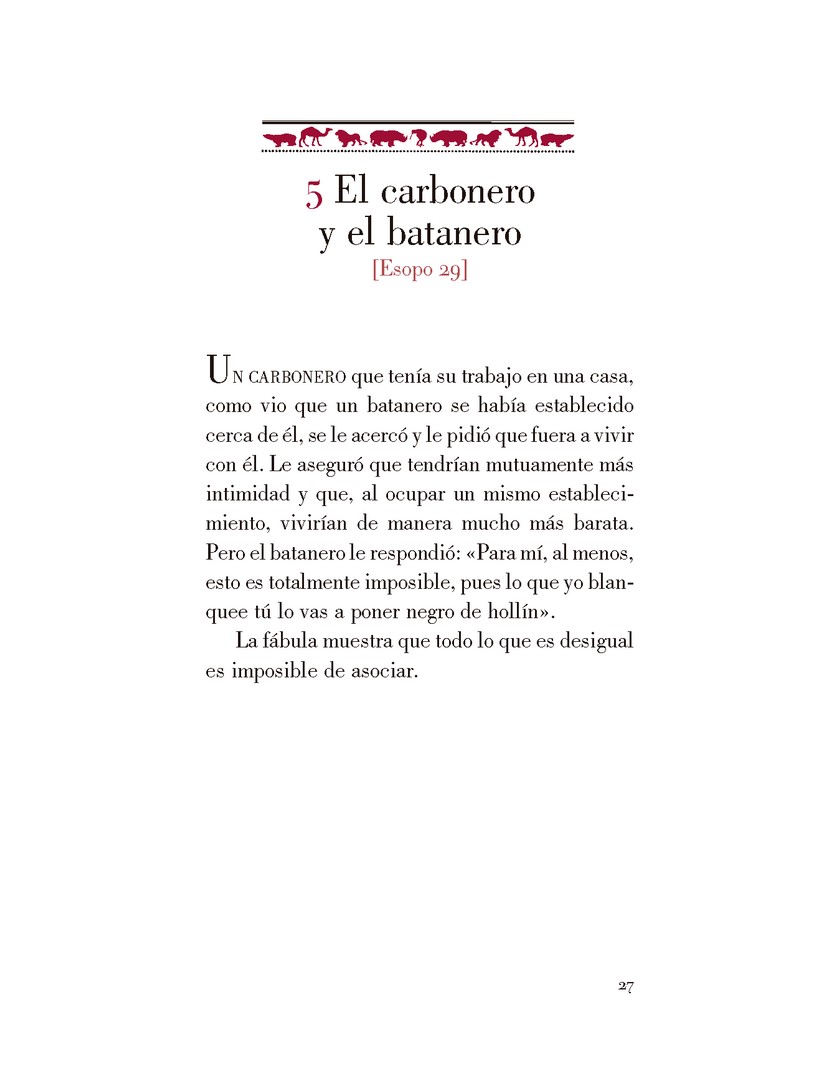 5 El carbonero
y el batanero
[Esopo 29]
UN CARBONERO que tenía su trabajo en una casa,
como vio que un batanero se había establecido
cerca de él, se le acercó y le pidió que fuera a vivir
con él. Le aseguró que tendrían mutuamente más
intimidad y que, al ocupar un mismo estableci-
miento, vivirían de manera mucho más barata.
Pero el batanero le respondió: «Para mí, al menos,
esto es totalmente imposible, pues lo que yo blan-
quee tú lo vas a poner negro de hollín».
La fábula muestra que todo lo que es desigual
es imposible de asociar.
27